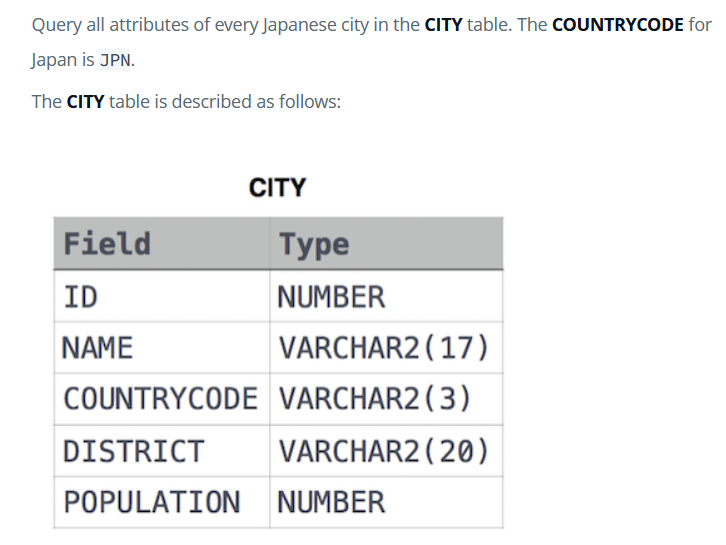 Query all attributes of every Japanese city in the CITY table. The COUNTRYCODE for
Japan is JPN.
The CITY table is described as follows:
CITY
Field Type
ID NUMBER
NAME VARCHAR2(17)
COUNTRYCODE VARCHAR2(3)
DISTRICT VARCHAR2(20)
POPULATION NUMBER